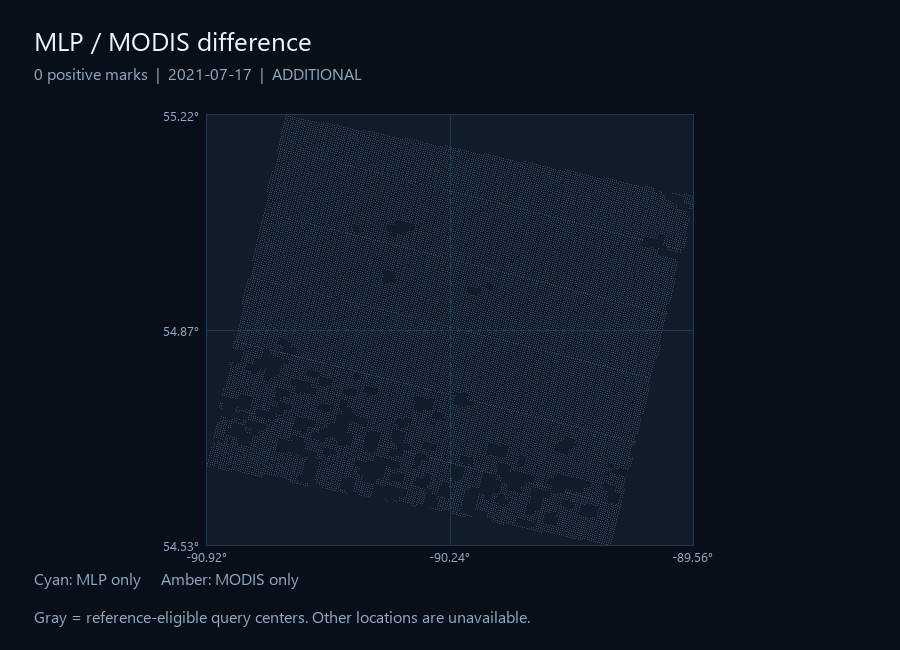 MLP / MODIS difference
0 positive marks | 2021-07-17 | ADDITIONAL
55.22°
54.87°
54.53°
-90.92° -90.24° -89.56°
Cyan: MLP only Amber: MODIS only
Gray = reference-eligible query centers. Other locations are unavailable.